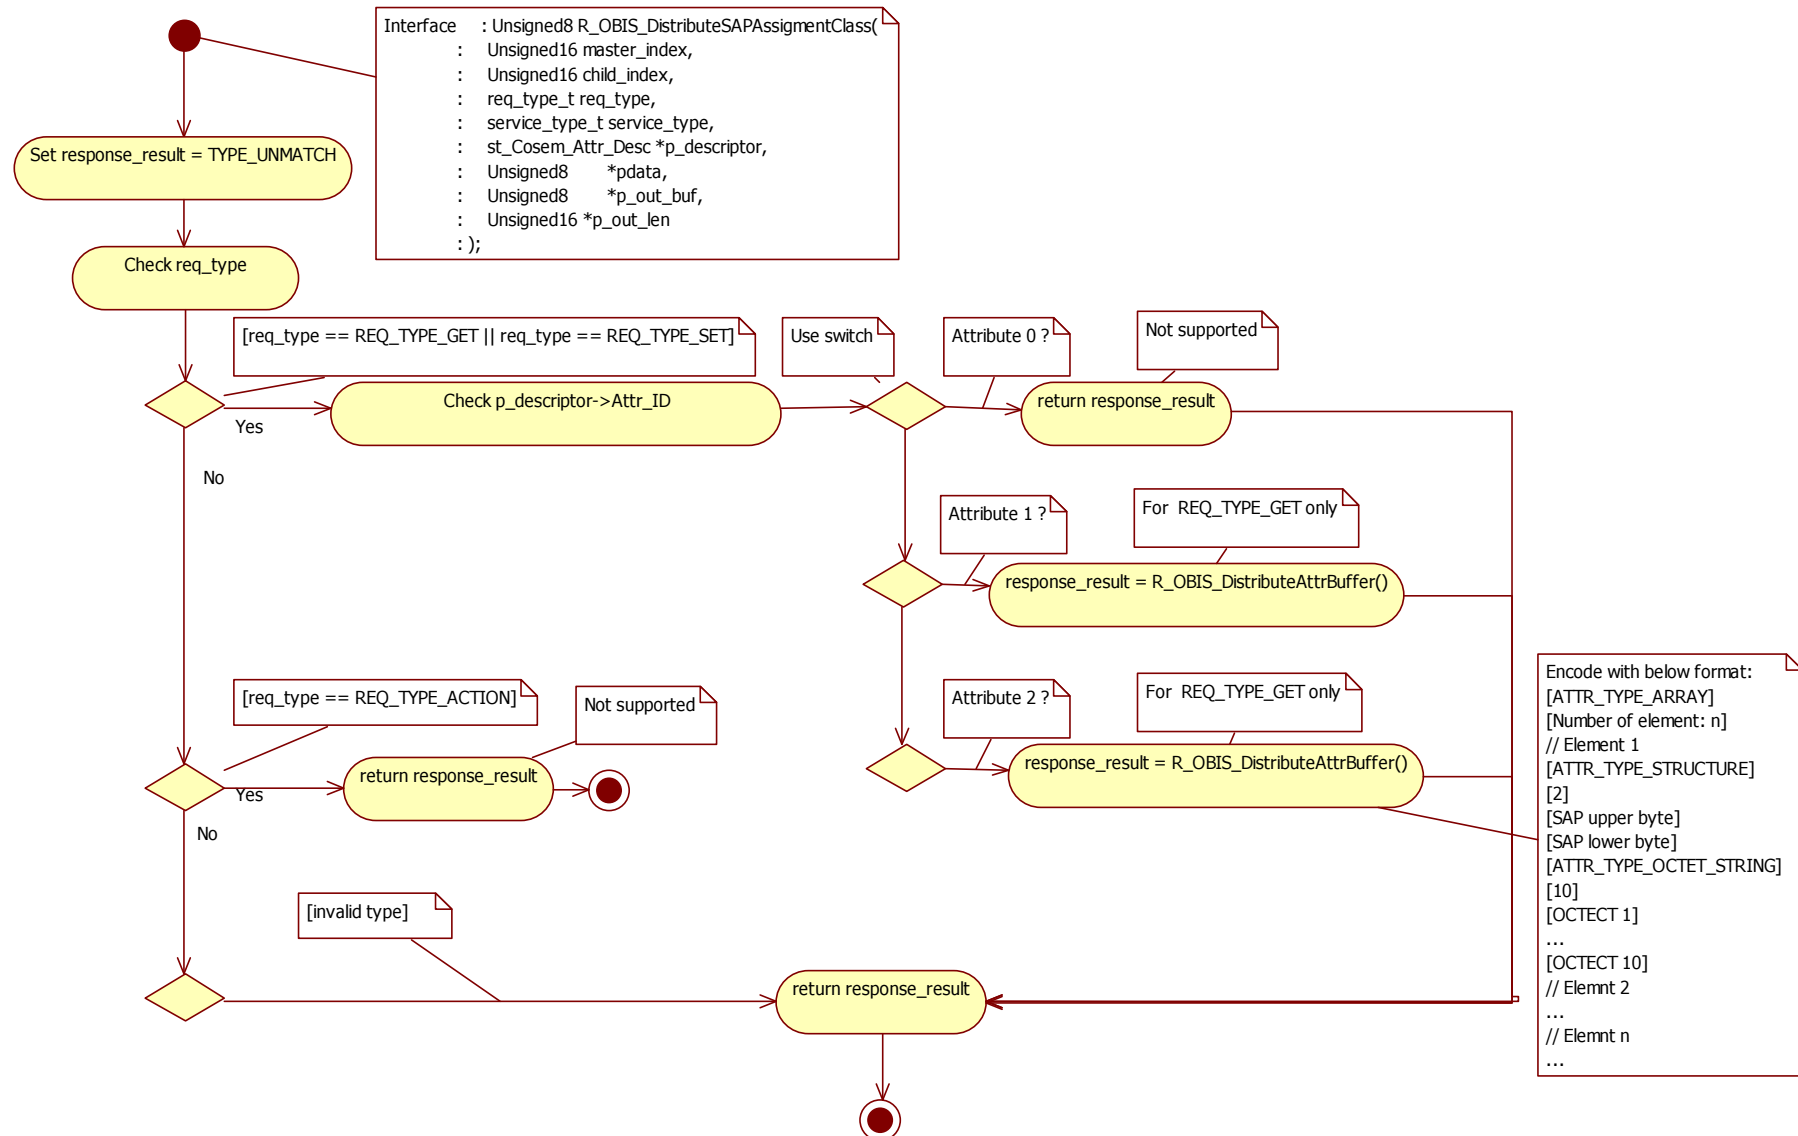 Interface : Unsigned8 R_OBIS_DistributeSAPAssigmentClass(
: Unsigned16 master_index,
: Unsigned16 child_index,
: req_type_t req_type,
: service_type_t service_type,
: st_Cosem_Attr_Desc *p_descriptor,
: Unsigned8 *pdata,
: Unsigned8 *p_out_buf,
: Unsigned16 *p_out_len
: );
Set response_result = TYPE_UNMATCH
Check req_type
[req_type == REQ_TYPE_GET || req_type == REQ_TYPE_SET]
Use switch
Attribute 0 ?
Not supported
Check p_descriptor->Attr_ID
return response_result
Yes
No
Attribute 1 ?
For REQ_TYPE_GET only
response_result = R_OBIS_DistributeAttrBuffer()
Attribute 2 ?
For REQ_TYPE_GET only
response_result = R_OBIS_DistributeAttrBuffer()
[req_type == REQ_TYPE_ACTION]
Not supported
return response_result
Yes
No
Encode with below format:
[ATTR_TYPE_ARRAY]
[Number of element: n]
// Element 1
[ATTR_TYPE_STRUCTURE]
[2]
[SAP upper byte]
[SAP lower byte]
[ATTR_TYPE_OCTET_STRING]
[10]
[OCTECT 1]
...
[OCTECT 10]
// Elemnt 2
...
// Elemnt n
...
[invalid type]
return response_result